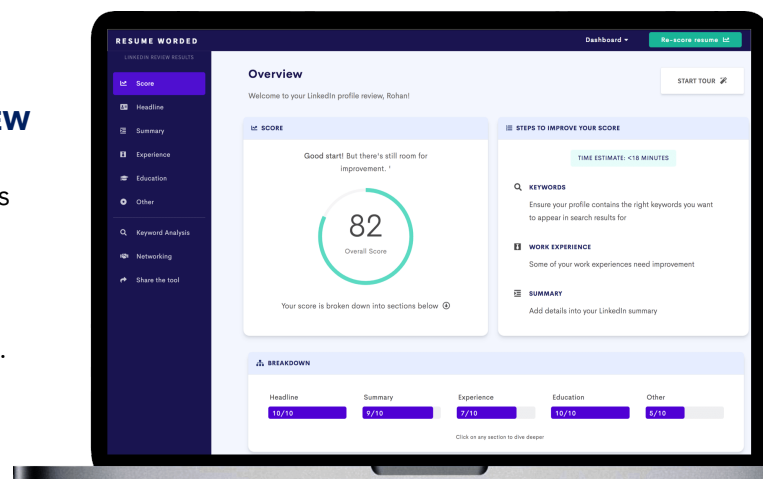 EW
s
.
RESUME WORDED
Dashboard
Re-score resume
LINKEDIN REVIEW RESULTS
Score
Headline
Summary
Experience
Education
Other
Keyword Analysis
Networking
Share the tool
Overview
START TOUR
Welcome to your LinkedIn profile review, Rohan!
SCORE
Good start! But there's still room for
improvement. '
82
Overall Score
Your score is broken down into sections below
STEPS TO IMPROVE YOUR SCORE
TIME ESTIMATE: <18 MINUTES
KEYWORDS
Ensure your profile contains the right keywords you want
to appear in search results for
WORK EXPERIENCE
Some of your work experiences need improvement
SUMMARY
Add details into your LinkedIn summary
BREAKDOWN
Headline Summary Experience Education Other
10/10 9/10 7/10 10/10 5/10
Click on any section to dive deeper